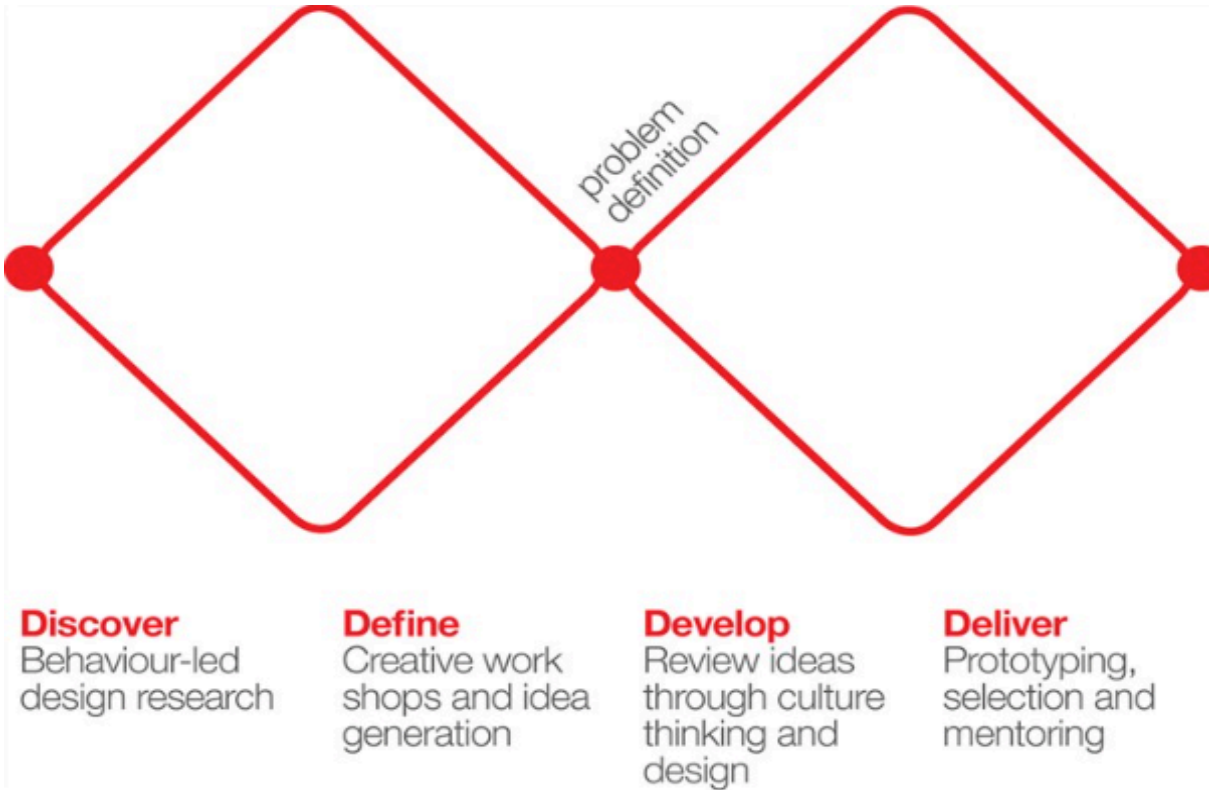 problem
definition
Discover
Behaviour-led
design research
Define
Creative work
shops and idea
generation
Develop
Review ideas
through culture
thinking and
design
Deliver
Prototyping,
selection and
mentoring